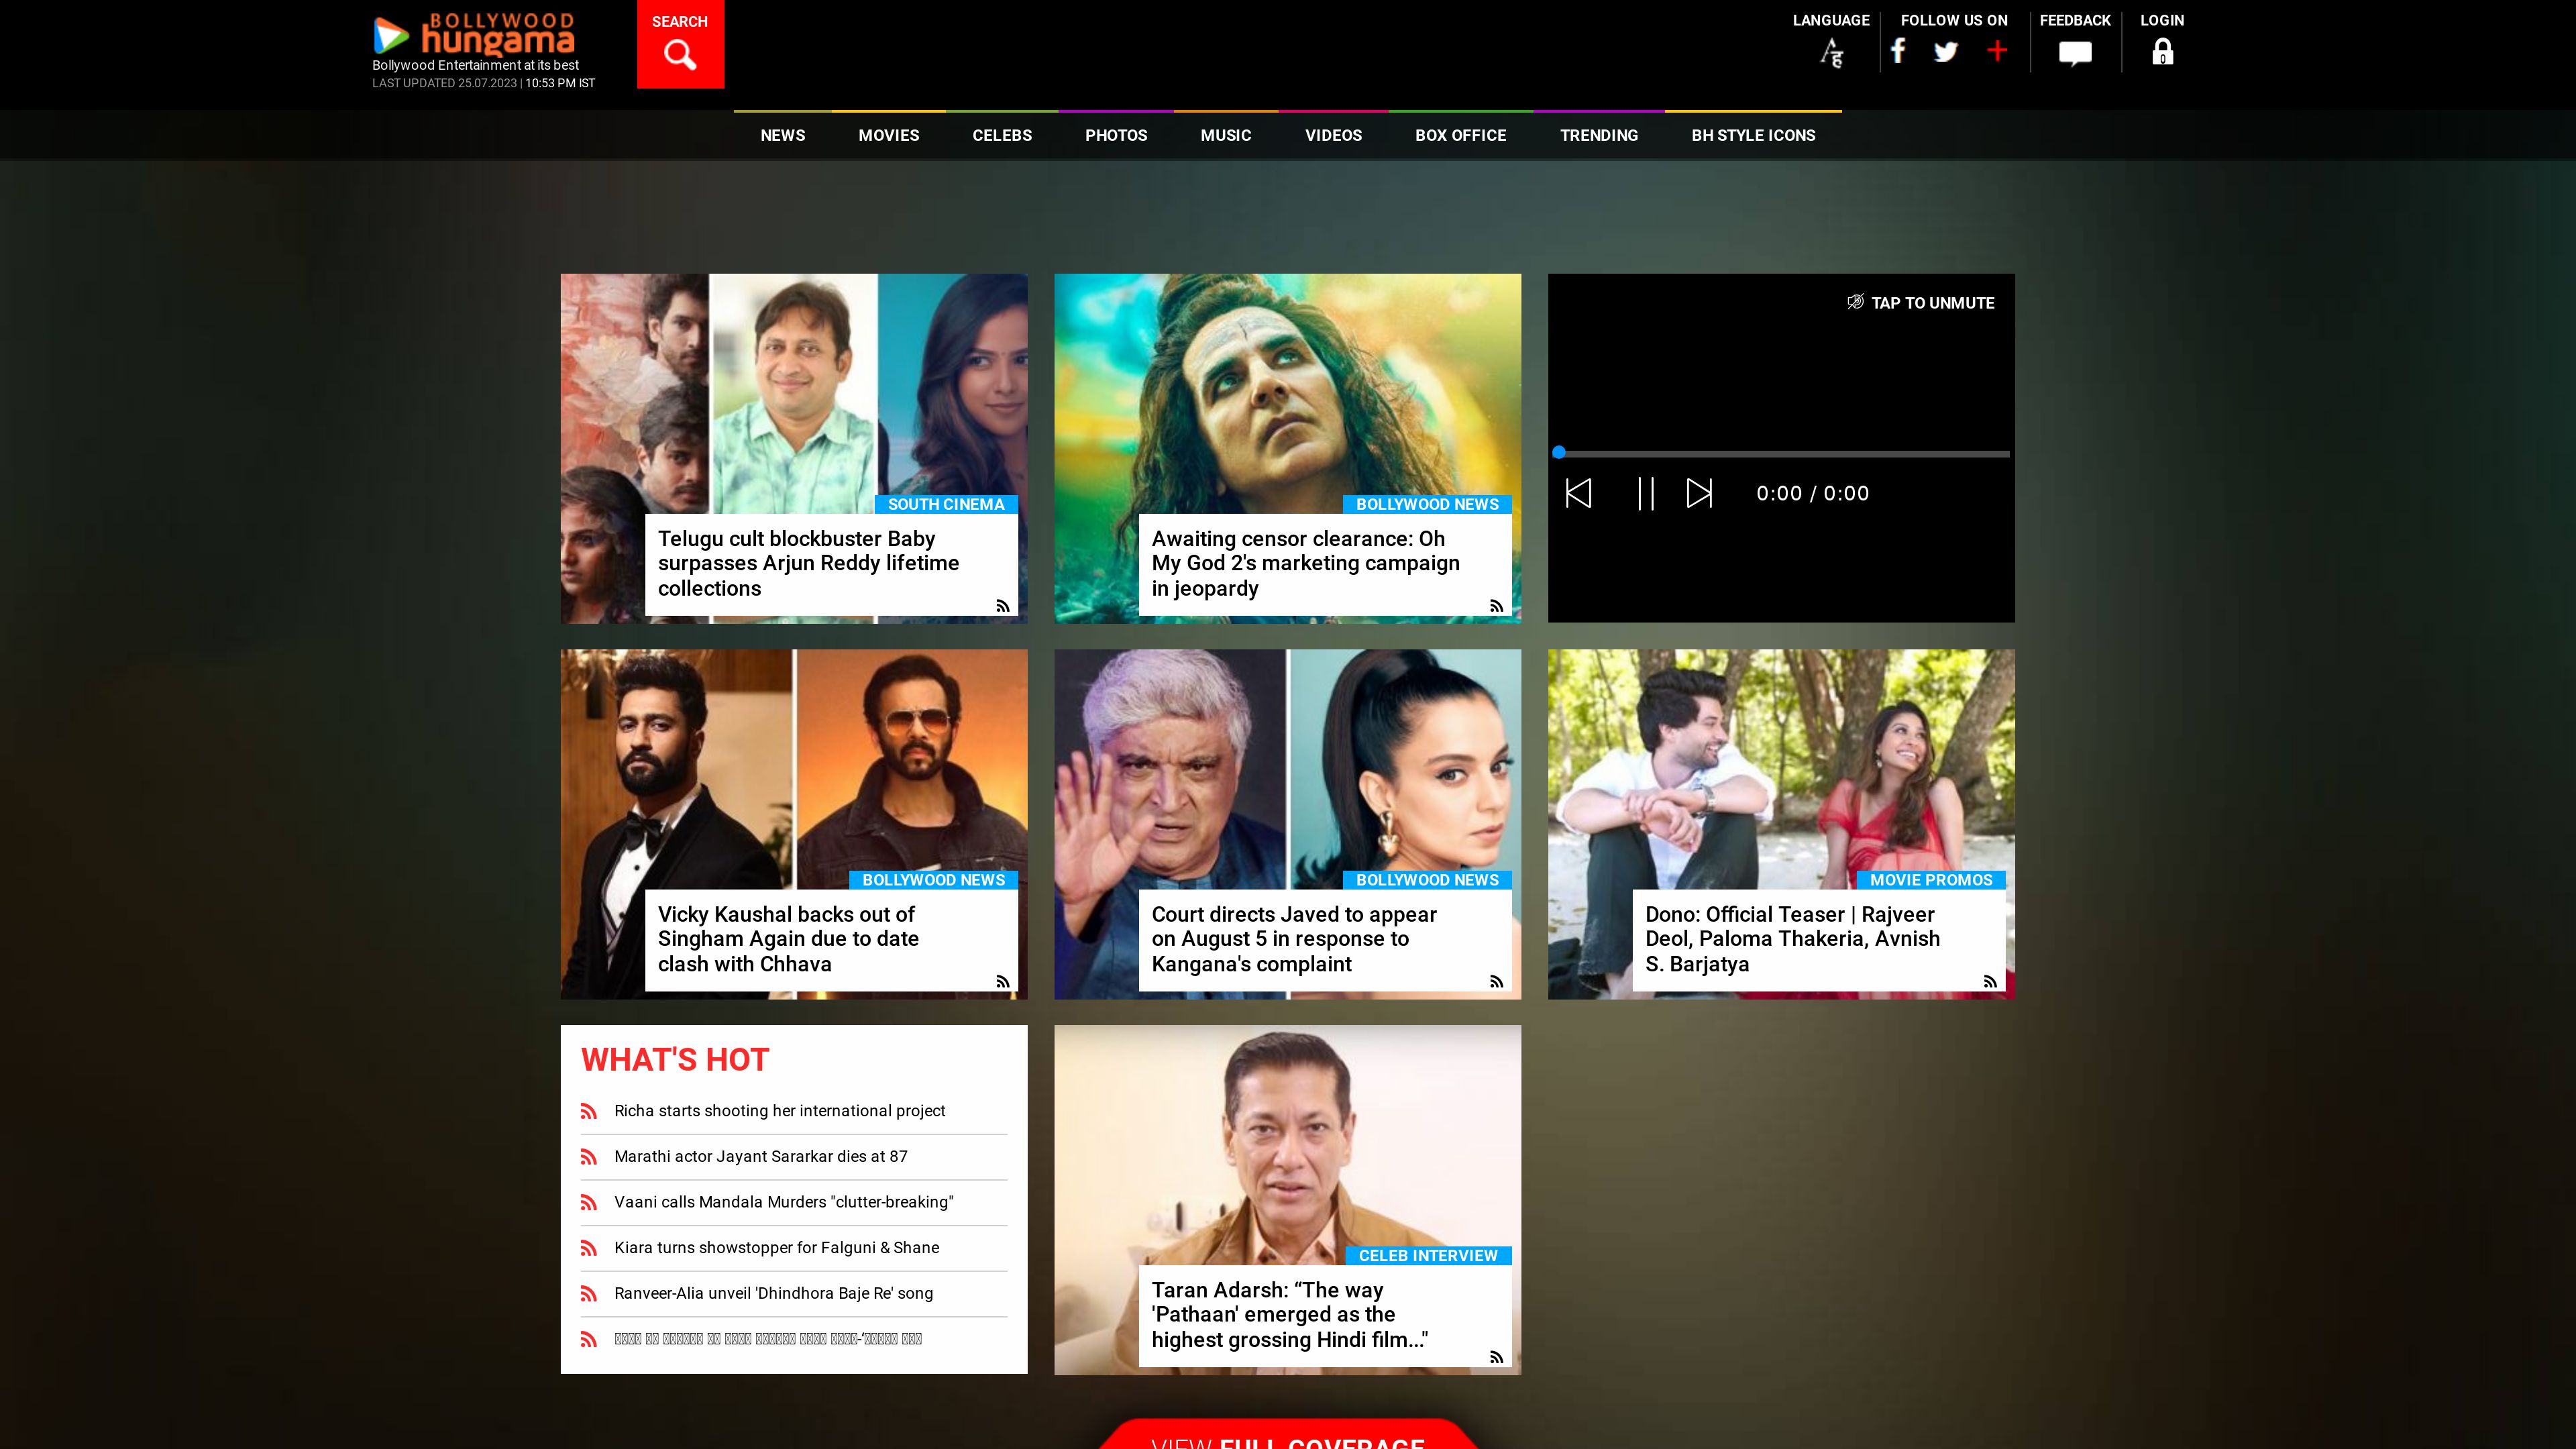 BOLLYWOOD
hungama
Bollywood Entertainment at its best
LAST UPDATED 25.07.2023 | 10:53 PM IST
SEARCH
LANGUAGE
FOLLOW US ON
FEEDBACK
LOGIN
NEWS
MOVIES
CELEBS
PHOTOS
MUSIC
VIDEOS
BOX OFFICE
TRENDING
BH STYLE ICONS
SOUTH CINEMA
Telugu cult blockbuster Baby
surpasses Arjun Reddy lifetime
collections
BOLLYWOOD NEWS
Awaiting censor clearance: Oh
My God 2's marketing campaign
in jeopardy
TAP TO UNMUTE
0:00 / 0:00
BOLLYWOOD NEWS
Vicky Kaushal backs out of
Singham Again due to date
clash with Chhava
BOLLYWOOD NEWS
Court directs Javed to appear
on August 5 in response to
Kangana's complaint
MOVIE PROMOS
Dono: Official Teaser | Rajveer
Deol, Paloma Thakeria, Avnish
S. Barjatya
WHAT'S HOT
Richa starts shooting her international project
Marathi actor Jayant Sararkar dies at 87
Vaani calls Mandala Murders "clutter-breaking"
Kiara turns showstopper for Falguni & Shane
Ranveer-Alia unveil 'Dhindhora Baje Re' song
CELEB INTERVIEW
Taran Adarsh: “The way
'Pathaan' emerged as the
highest grossing Hindi film..."
VIEW FULL COVERAGE